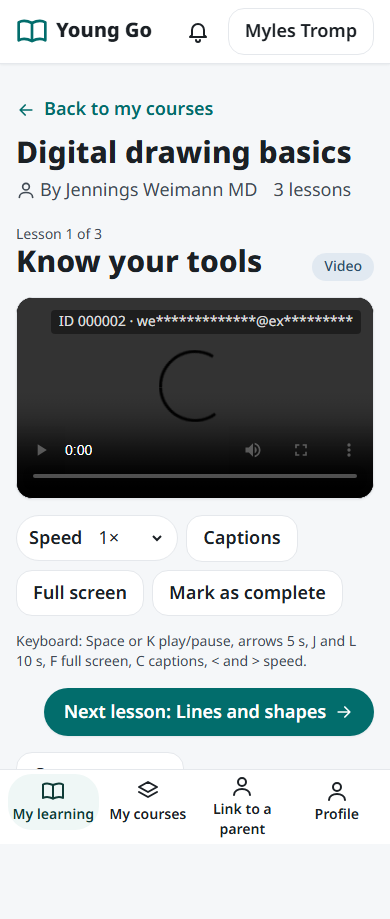 Young Go
Myles Tromp
Back to my courses
Digital drawing basics
By Jennings Weimann MD 3 lessons
Lesson 1 of 3
Know your tools
Video
ID 000002 · we*************@ex*********
0:00
Speed 1×
Captions
Full screen
Mark as complete
Keyboard: Space or K play/pause, arrows 5 s, J and L
10 s, F full screen, C captions, < and > speed.
Next lesson: Lines and shapes
My learning
My courses
Link to a
parent
Profile